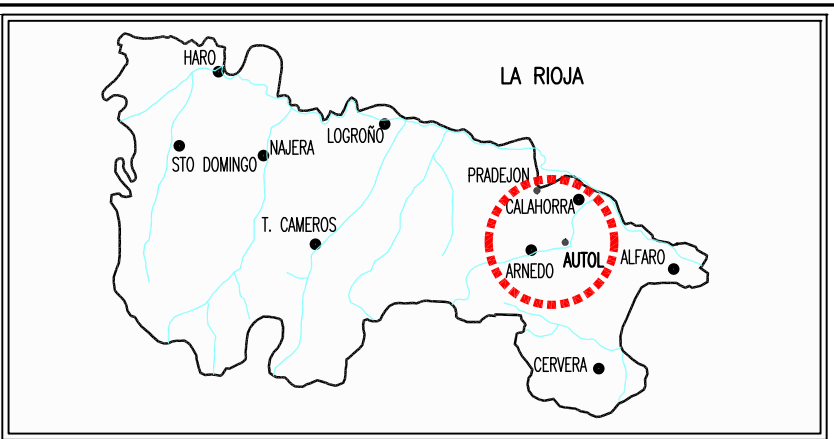 HARO
LA RIOJA
LOGROÑO
NAJERA
STO DOMINGO
PRADEJON
CALAHORRA
T. CAMEROS
AUTOL
ALFARO
ARNEDO
CERVERA